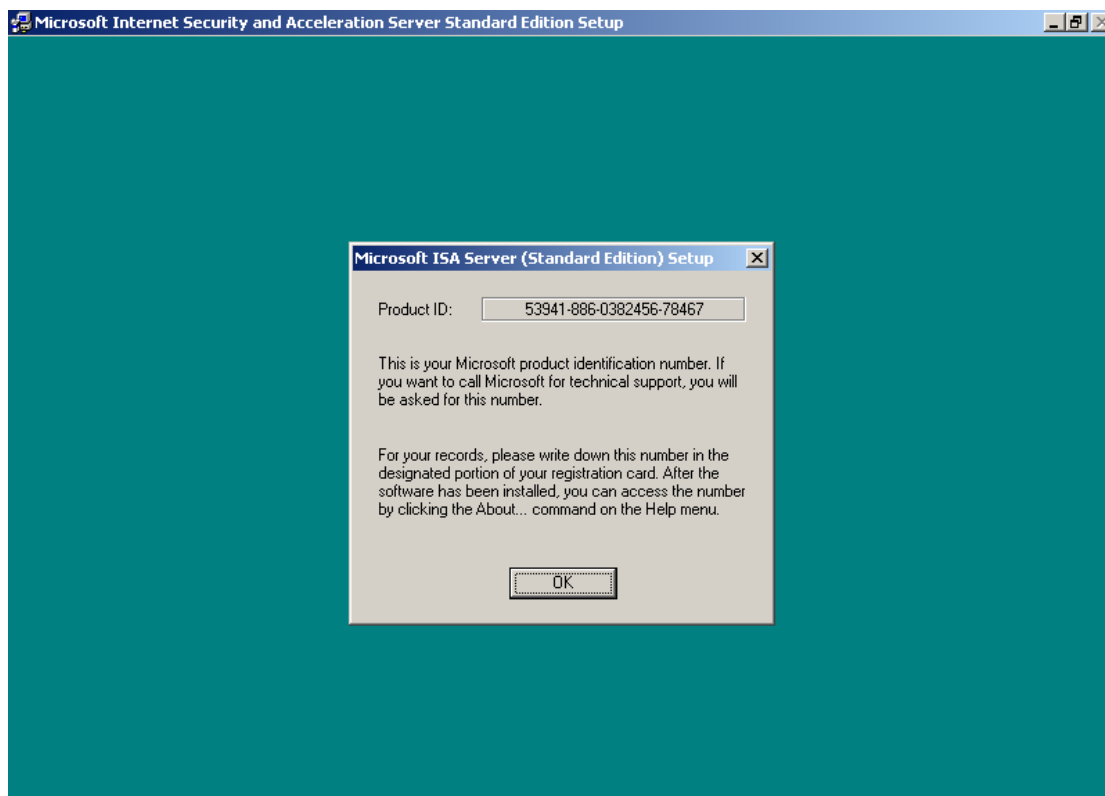 Microsoft Internet Security and Acceleration Server Standard Edition Setup
Microsoft ISA Server (Standard Edition) Setup
Product ID: 53941-886-0382456-78467
This is your Microsoft product identification number. If
you want to call Microsoft for technical support, you will
be asked for this number.
For your records, please write down this number in the
designated portion of your registration card. After the
software has been installed, you can access the number
by clicking the About... command on the Help menu.
OK